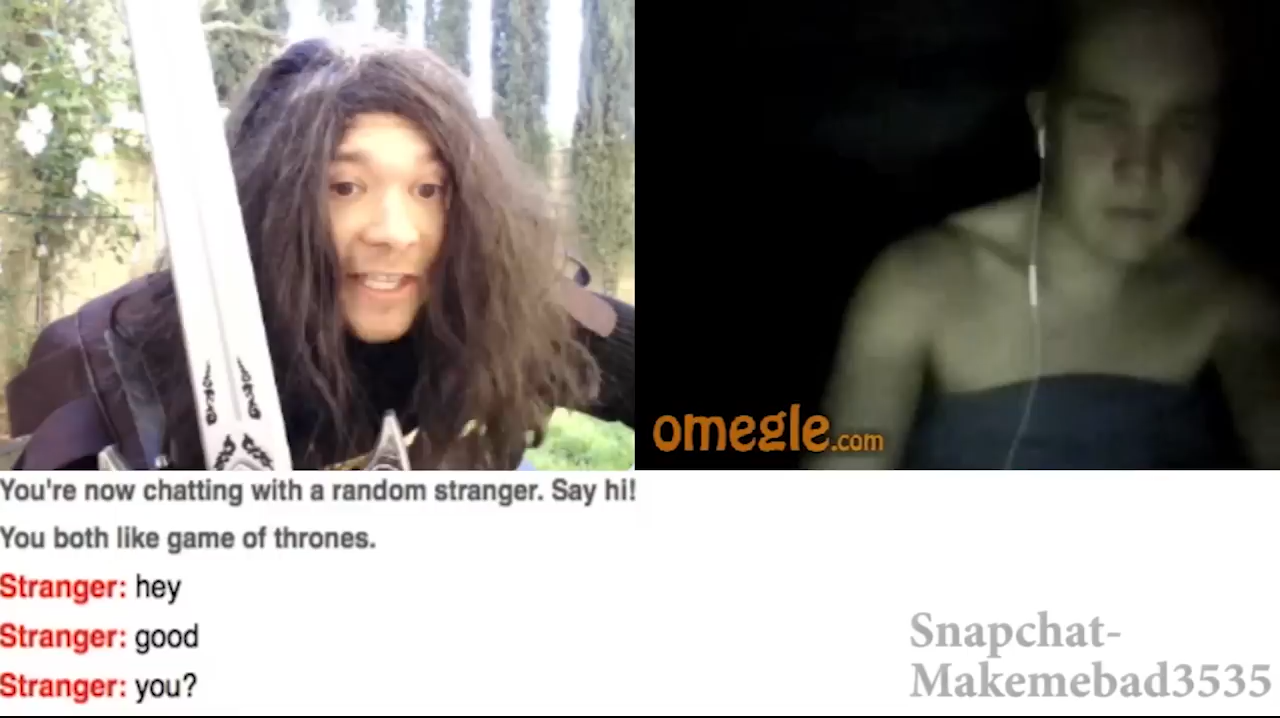 omegle.com
You're now chatting with a random stranger. Say hi!
You both like game of thrones.
Stranger: hey
Stranger: good
Stranger: you?
Snapchat-
Makemebad3535